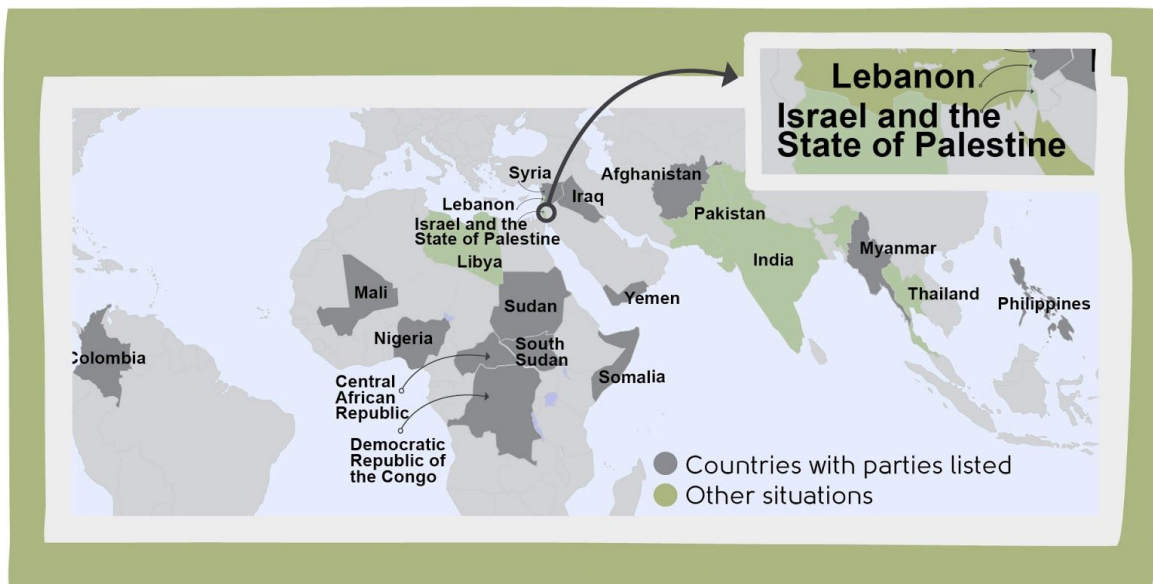 Lebanon
Israel and the
State of Palestine
Syria
Afghanistan
Iraq
Lebanon
Israel and the
State of Palestine
Pakistan
Libya
India
Myanmar
Mali
Sudan
Yemen
Thailand
Philippines
Nigeria
South
Sudan
Colombia
Somalia
Central
African
Republic
Democratic
Republic of
the Congo
Countries with parties listed
Other situations